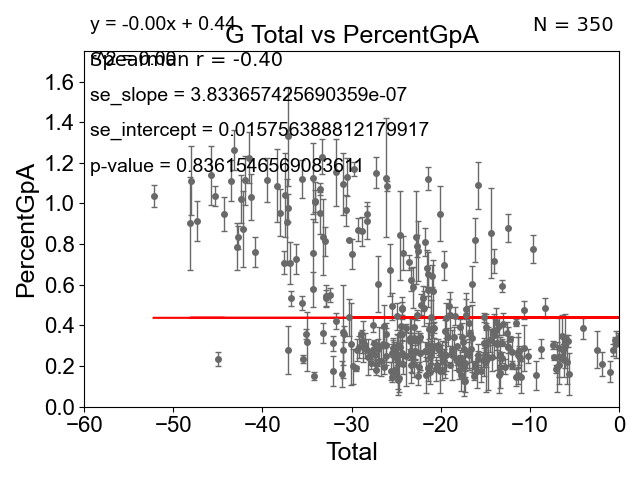 y = -0.00x + 0.44
N = 350
G Total vs PercentGpA
Spearman r = -0.40
se_slope = 3.833657425690359e-07
se_intercept = 0.015756388812179917
p-value = 0.8361546569083611
PercentGpA
1.6
1.4
1.2
1.0
0.8
0.6
0.4
0.2
0.0
−60
−50
−40
−30
−20
−10
0
Total